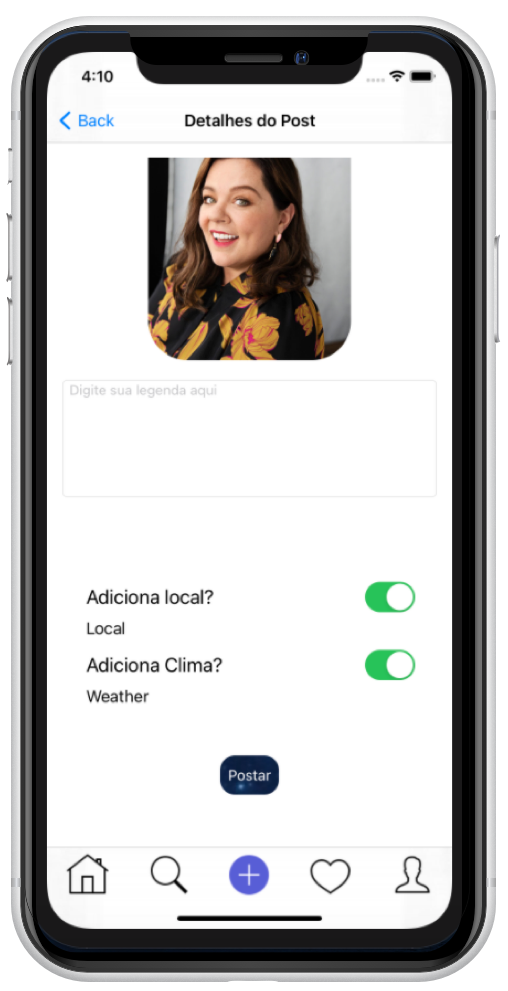 4:10
Back
Detalhes do Post
Digite sua legenda aqui
Adiciona local?
Local
Adiciona Clima?
Weather
Postar